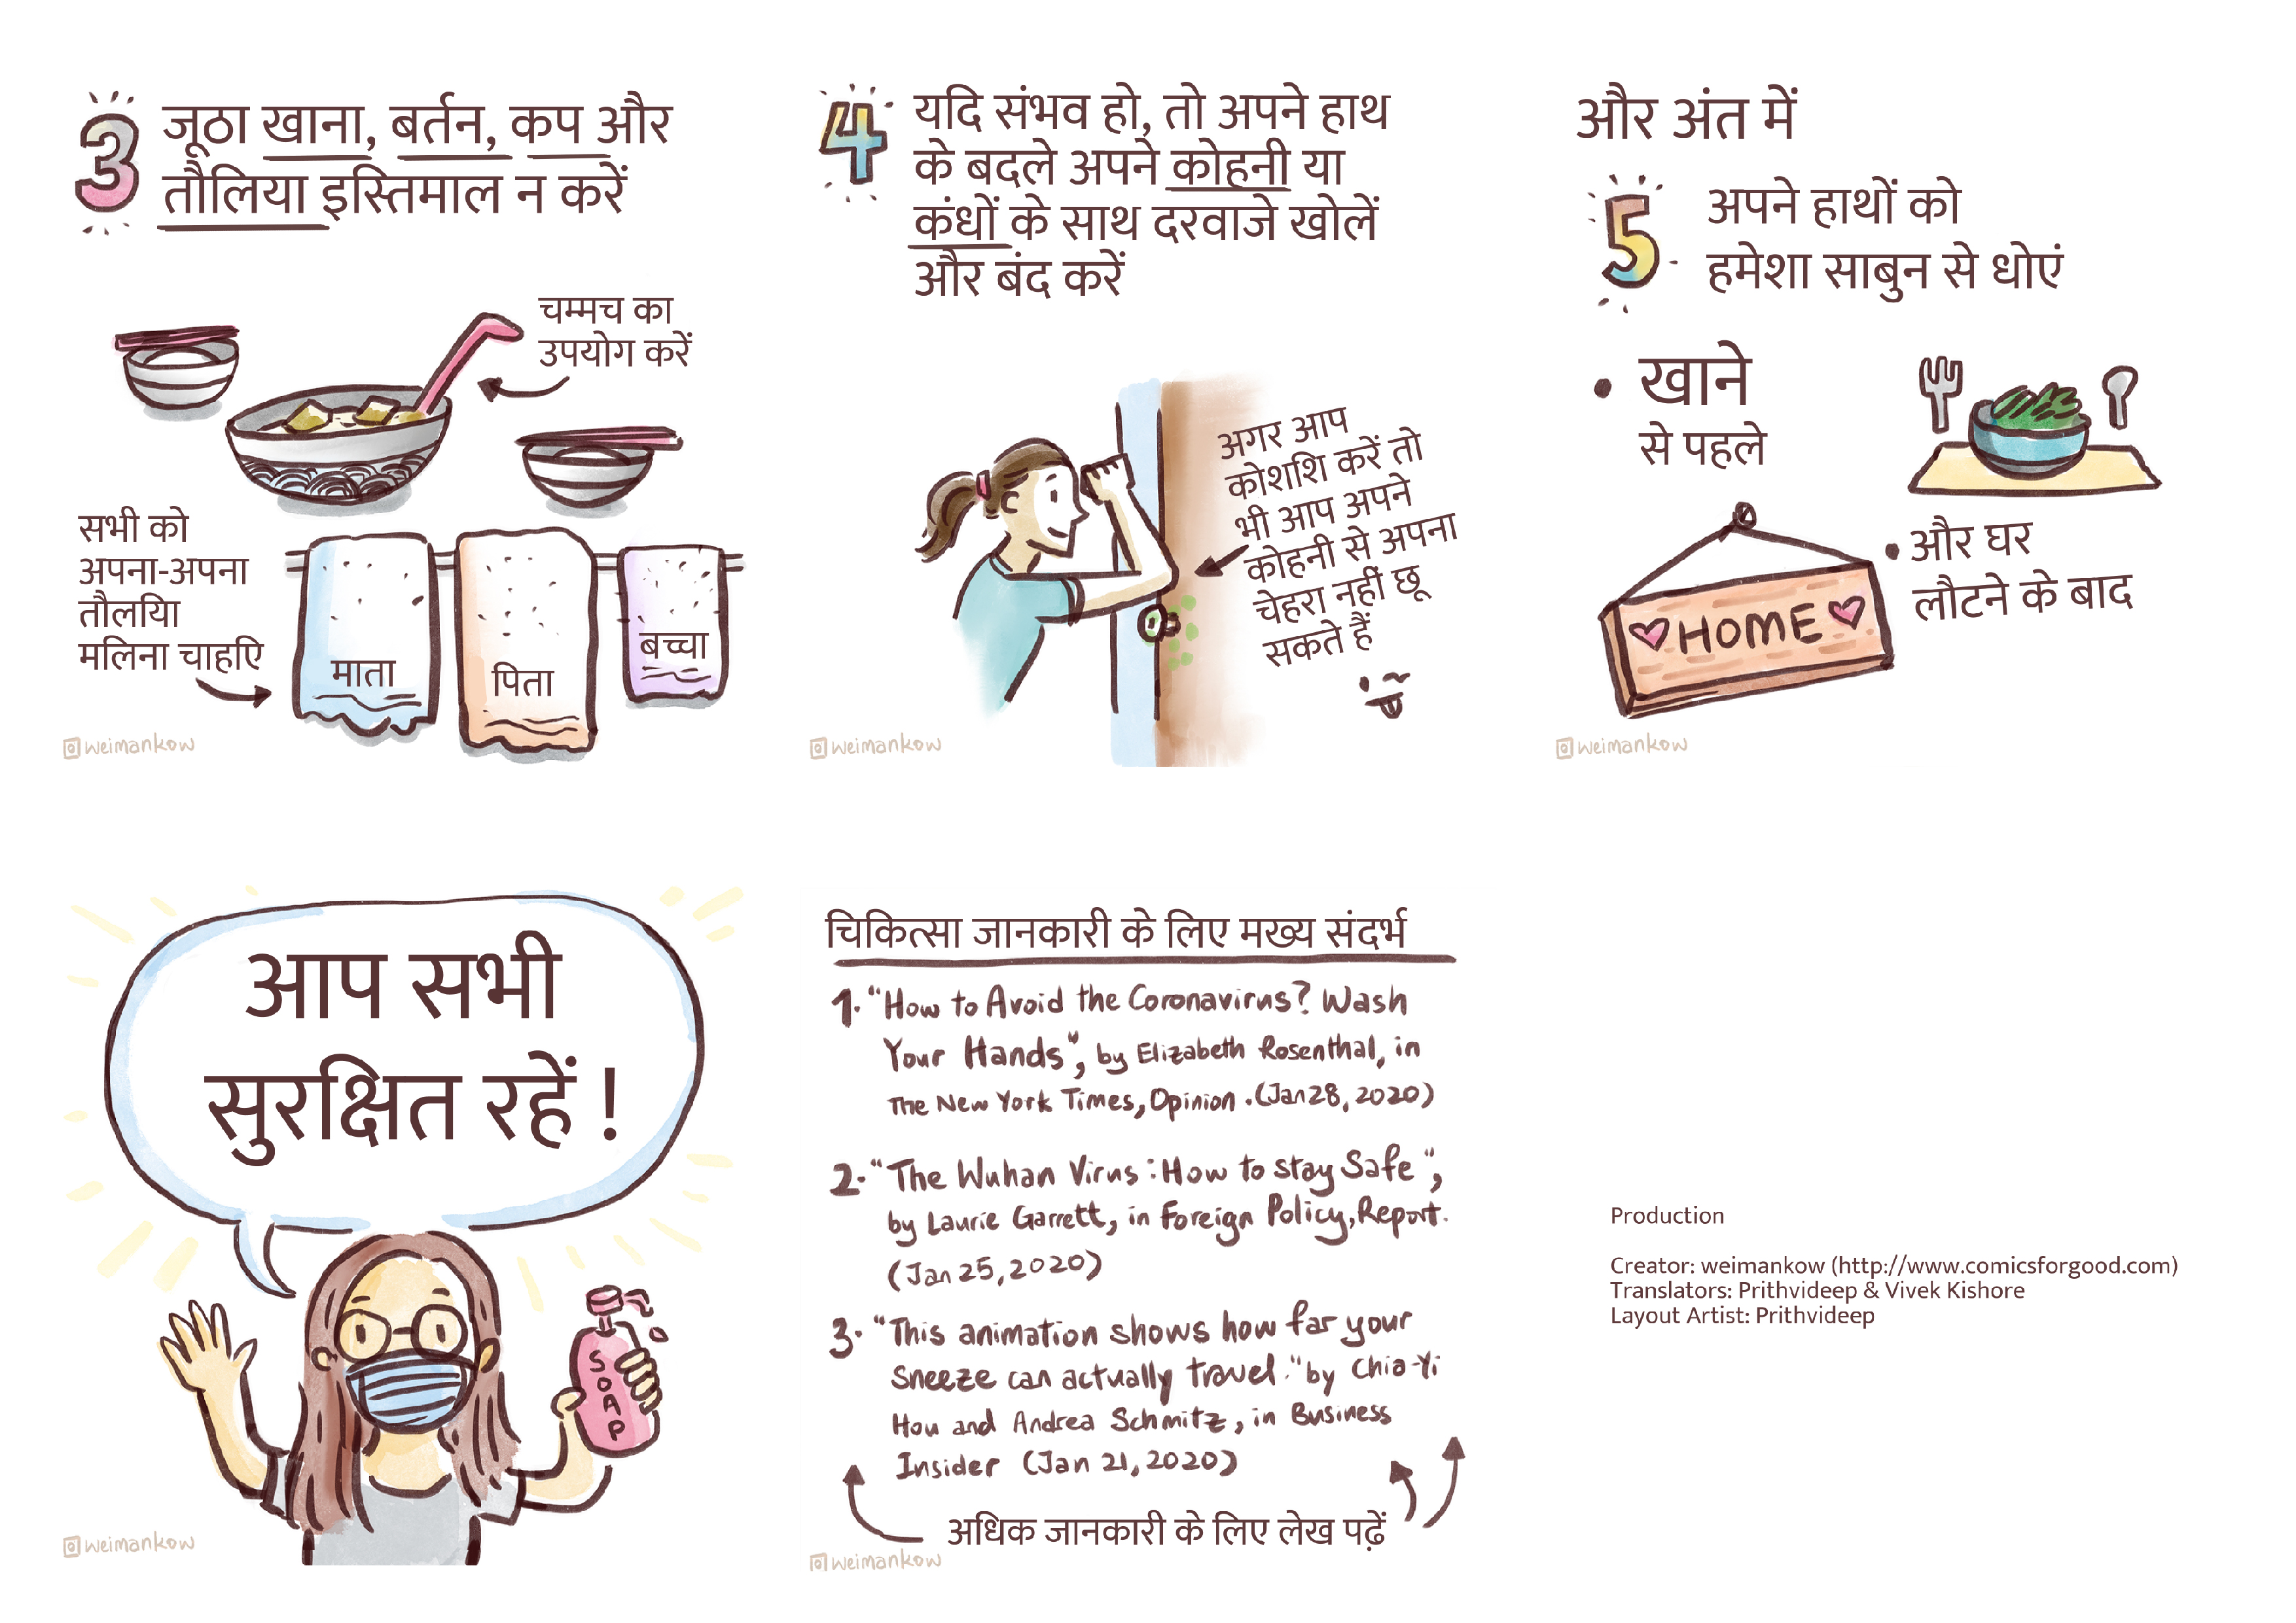 3
जूठा खाना, बर्तन, कप और
तौलिया इस्तिमाल न करें
चम्मच का
उपयोग करें
सभी को
अपना-अपना
तौलयिा
मलिना चाहएि
माता
पिता
बच्चा
weimankow
4
यदि संभव हो, तो अपने हाथ
के बदले अपने कोहनी या
कंधों के साथ दरवाजे खोलें
और बंद करें
अगर आप
कोशशि करें तो
भी आप अपने
कोहनी से अपना
चेहरा नहीं छू
सकते हैं
weimankow
और अंत में
5
अपने हाथों को
हमेशा साबुन से धोएं
• खाने
से पहले
• और घर
लौटने के बाद
HOME
weimankow
आप सभी
सुरक्षित रहें !
SOAP
weimankow
चिकित्सा जानकारी के लिए मख्य संदर्भ
1. "How to Avoid the Coronavirus? Wash
Your Hands", by Elizabeth Rosenthal, in
The New York Times, Opinion. (Jan 28, 2020)
2. "The Wuhan Virus: How to Stay Safe",
by Laurie Garrett, in Foreign Policy, Report.
(Jan 25, 2020)
3. "This animation shows how far your
Sneeze can actually travel." by Chia-Yi
Hou and Andrea Schmitz, in Business
Insider (Jan 21, 2020)
अधिक जानकारी के लिए लेख पढ़ें
weimankow
Production
Creator: weimankow (http://www.comicsforgood.com)
Translators: Prithvideep & Vivek Kishore
Layout Artist: Prithvideep